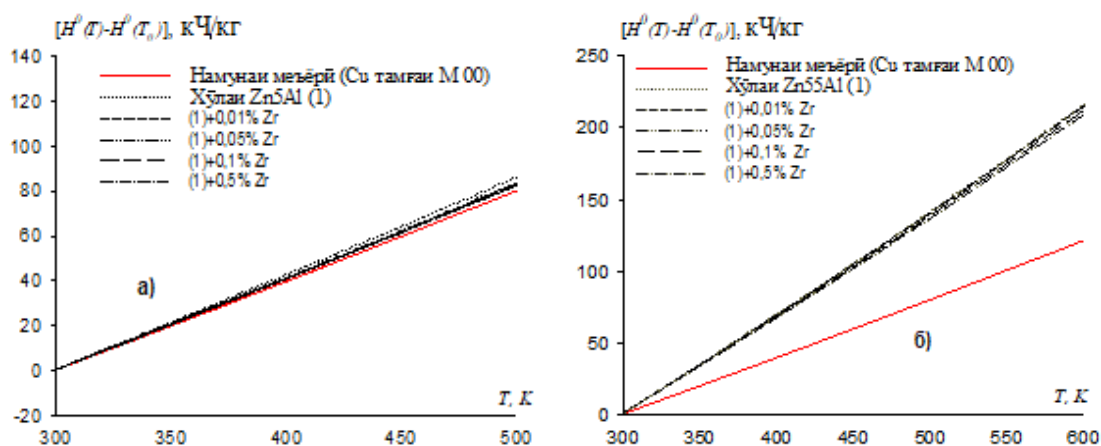 [H⁰(T)-H⁰(T₀)], кҶ/кг
140
120
100
80
60
40
20
0
-20
Намунаи меъёрӣ (Cu тамғаи М 00)
Хӯлаи Zn5Al (1)
(1)+0,01% Zr
(1)+0,05% Zr
(1)+0,1% Zr
(1)+0,5% Zr
а)
T, K
300 350 400 450 500
[H⁰(T)-H⁰(T₀)], кҶ/кг
250
200
150
100
50
0
Намунаи меъёрӣ (Cu тамғаи М 00)
Хӯлаи Zn55Al (1)
(1)+0,01% Zr
(1)+0,05% Zr
(1)+0,1% Zr
(1)+0,5% Zr
б)
T, K
300 350 400 450 500 550 600